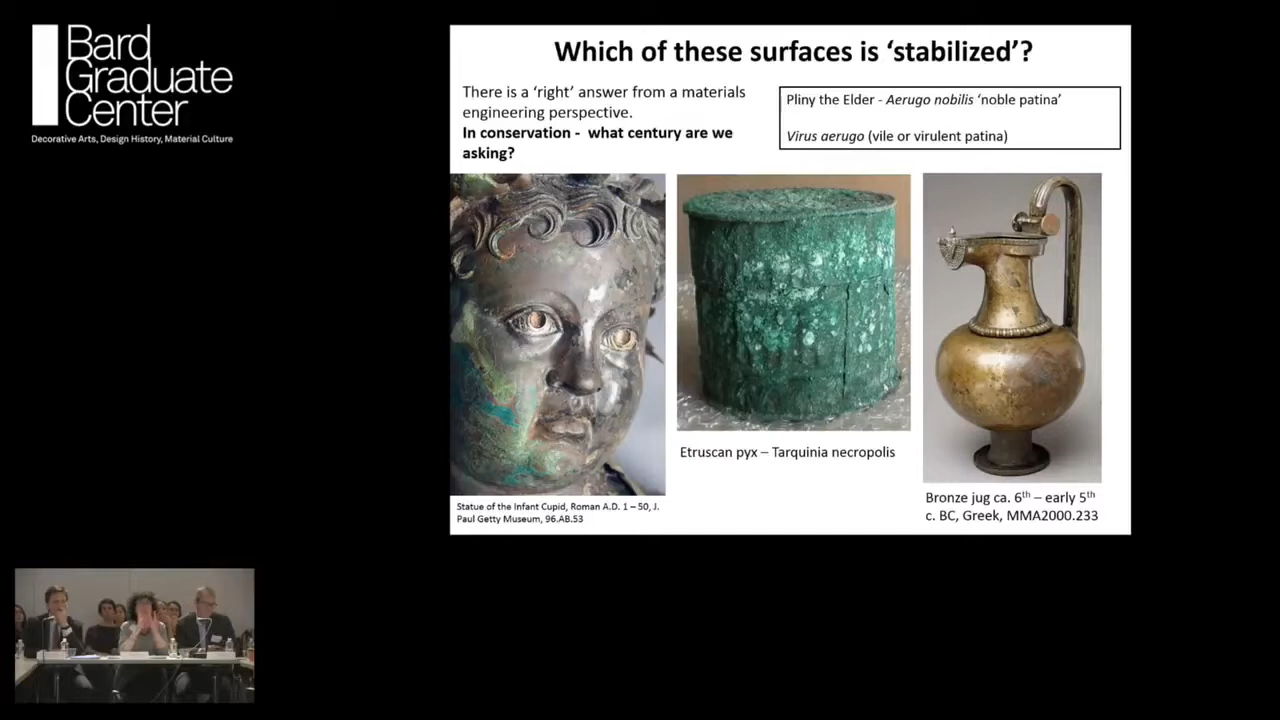 Bard
Graduate
Center
Decorative Arts, Design History, Material Culture
Which of these surfaces is ‘stabilized’?
There is a ‘right’ answer from a materials
engineering perspective.
In conservation - what century are we
asking?
Pliny the Elder - Aerugo nobilis ‘noble patina’
Virus aerugo (vile or virulent patina)
Statue of the Infant Cupid, Roman A.D. 1 – 50, J.
Paul Getty Museum, 96.AB.53
Etruscan pyx – Tarquinia necropolis
Bronze jug ca. 6th – early 5th
c. BC, Greek, MMA2000.233